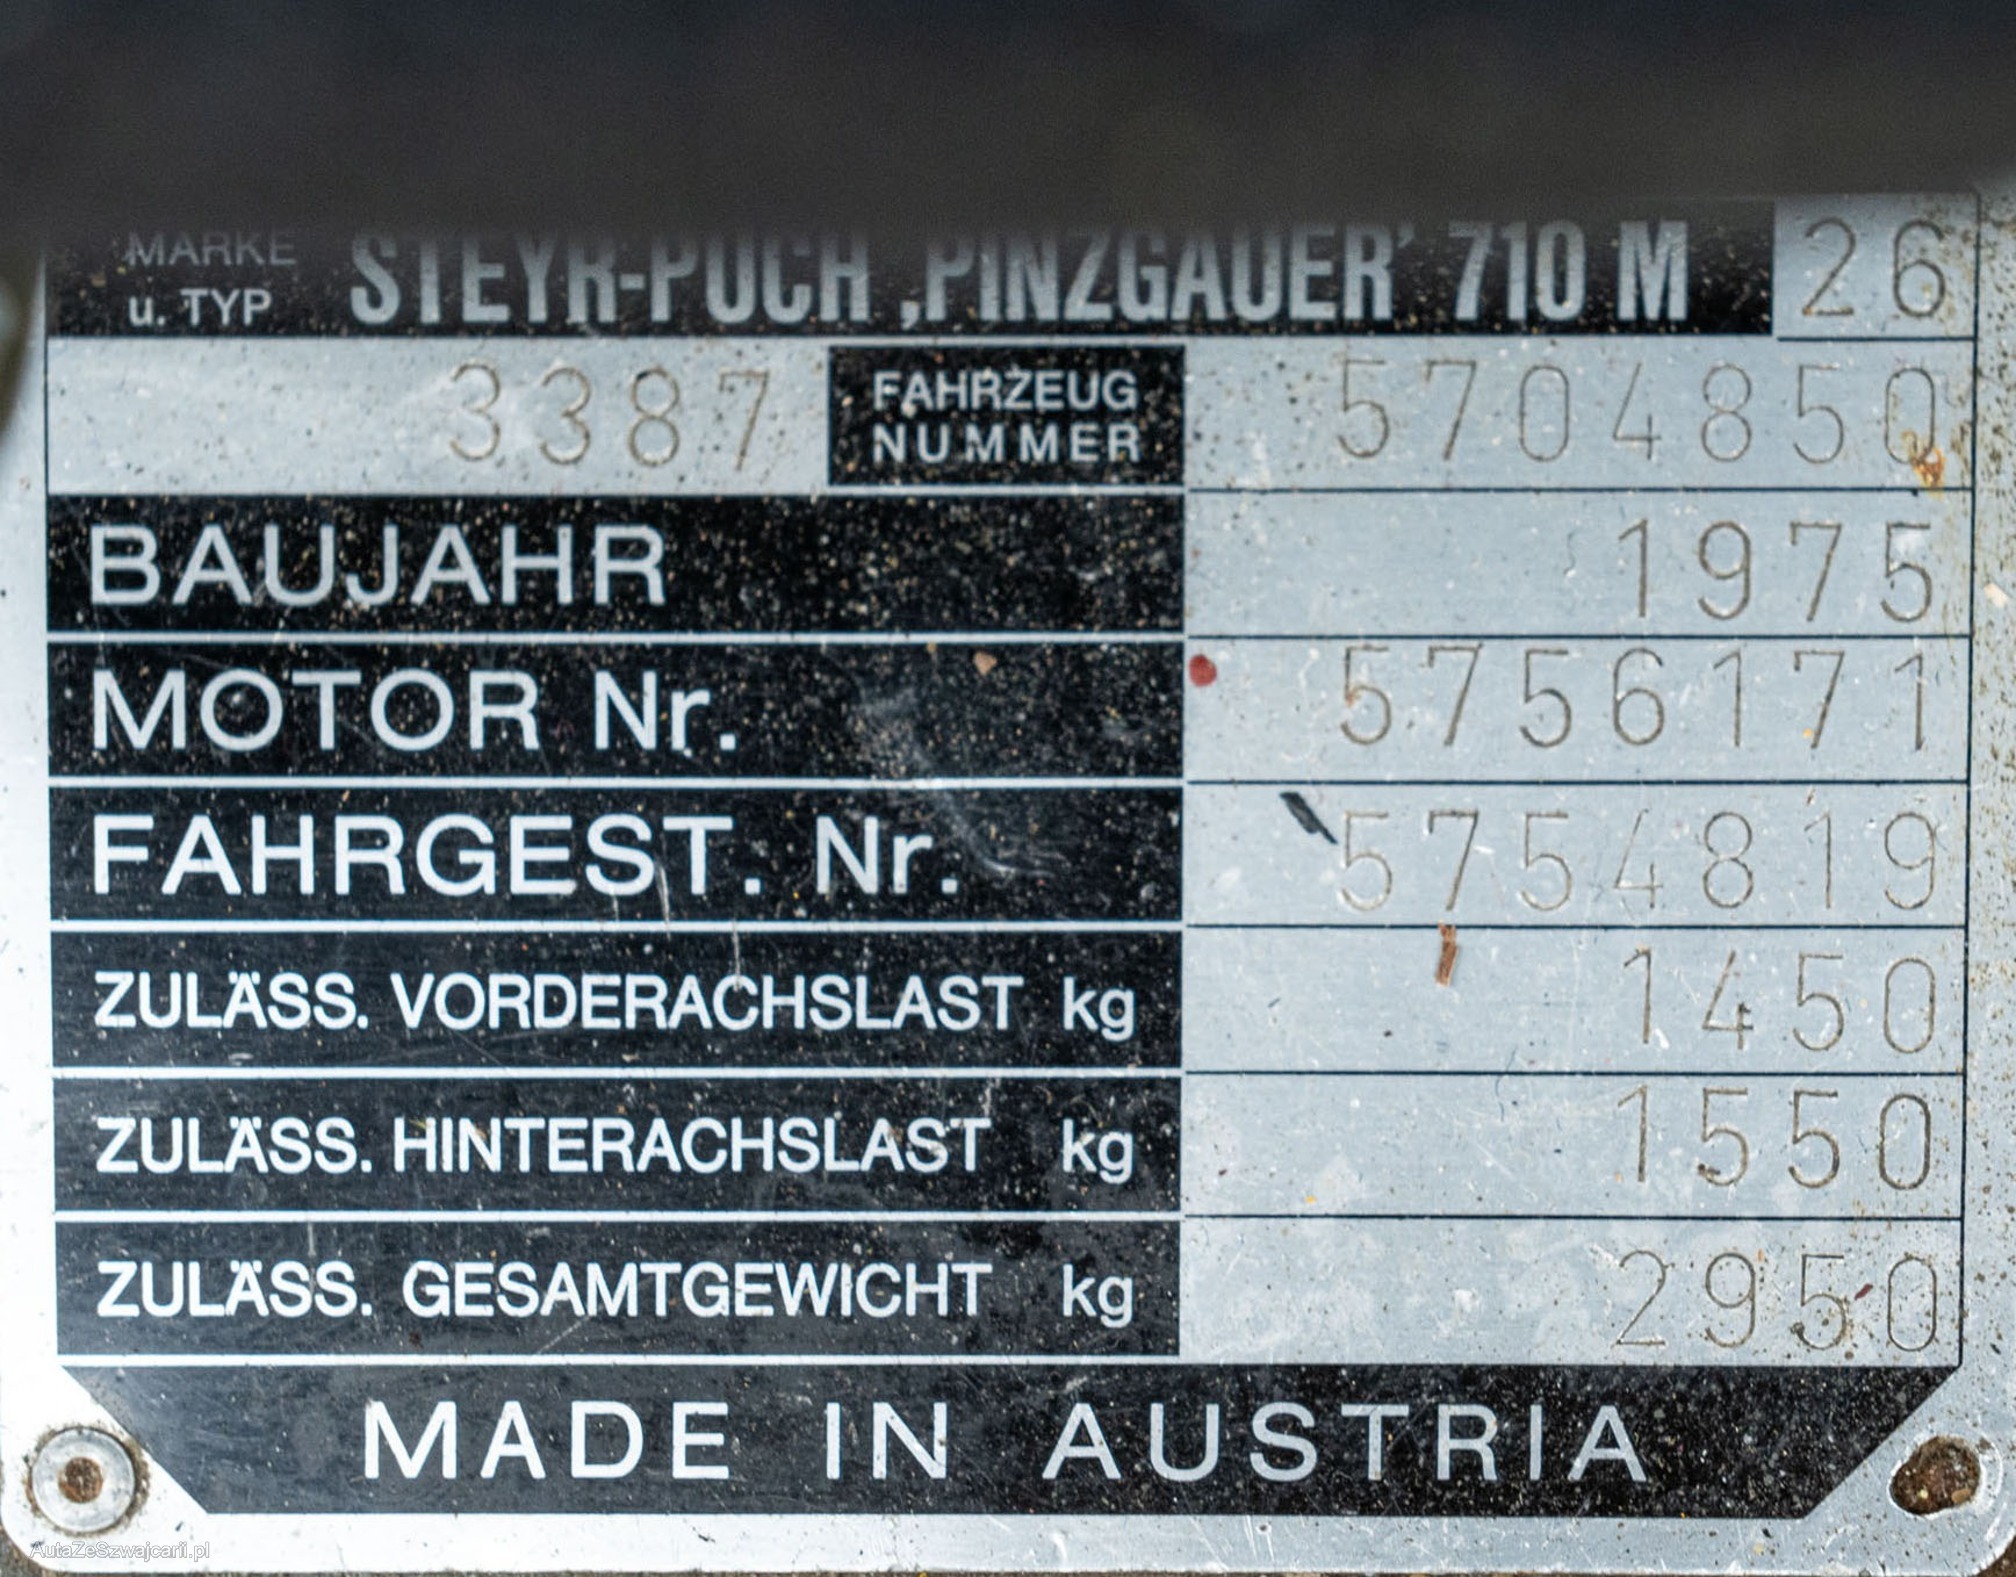 MARKE
u. TYP STEYR-PUCH ‚PINZGAUER' 710 M 26
3387 FAHRZEUG NUMMER 5704850
BAUJAHR 1975
MOTOR Nr. 5756171
FAHRGEST. Nr. 5754819
ZULÄSS. VORDERACHSLAST kg 1450
ZULÄSS. HINTERACHSLAST kg 1550
ZULÄSS. GESAMTGEWICHT kg 2950
MADE IN AUSTRIA
AutaZeSzwajcarii.pl